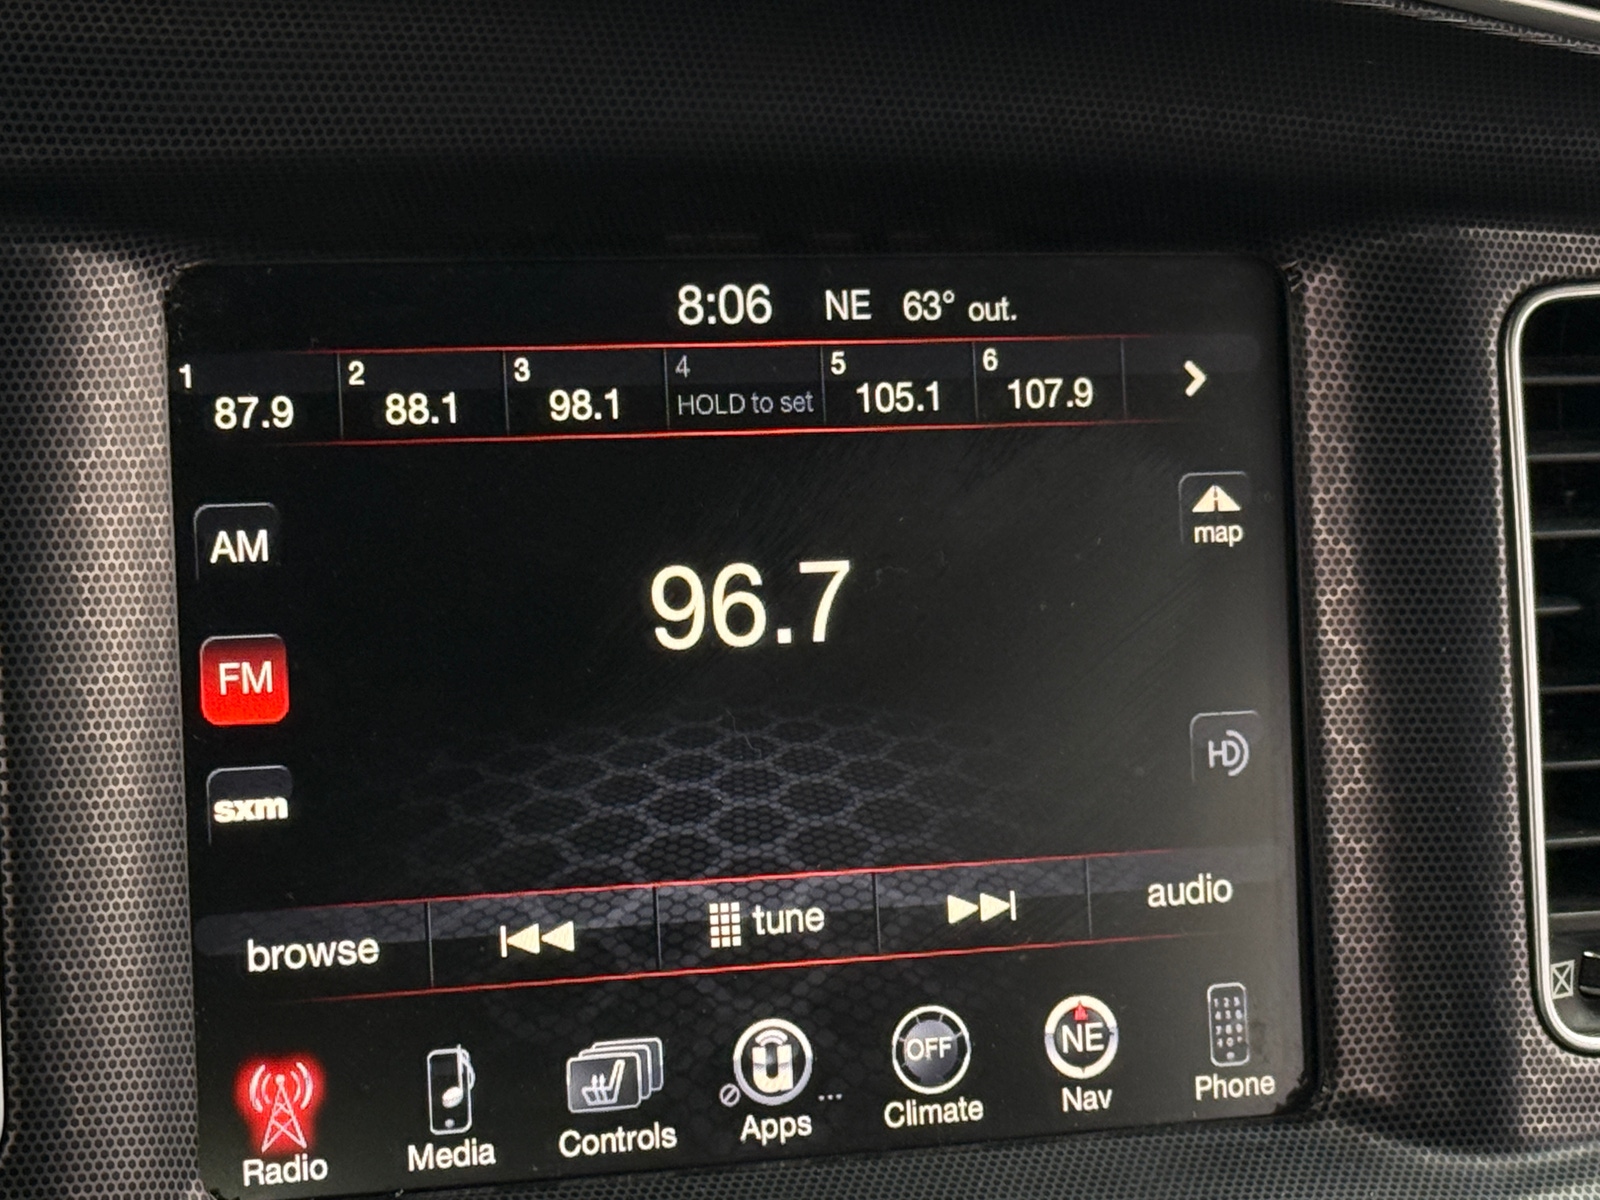 8:06 NE 63° out.
1 2 3 4 5 6
87.9 88.1 98.1 HOLD to set 105.1 107.9
AM
map
96.7
FM
HD
sxm
browse tune audio
OFF NE
Radio Media Controls Apps ... Climate Nav Phone